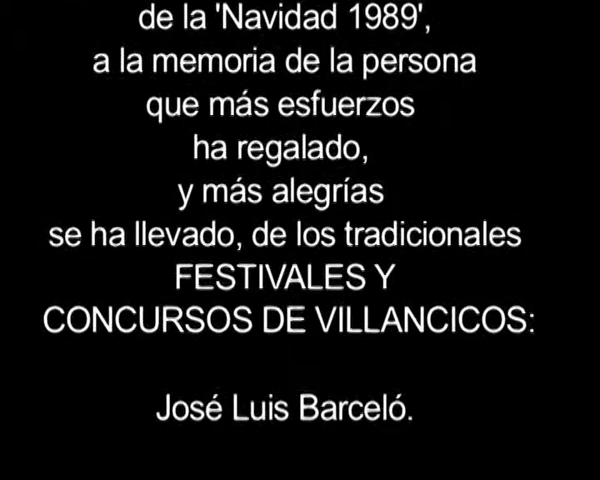 de la 'Navidad 1989',
a la memoria de la persona
que más esfuerzos
ha regalado,
y más alegrías
se ha llevado, de los tradicionales
FESTIVALES Y
CONCURSOS DE VILLANCICOS:
José Luis Barceló.